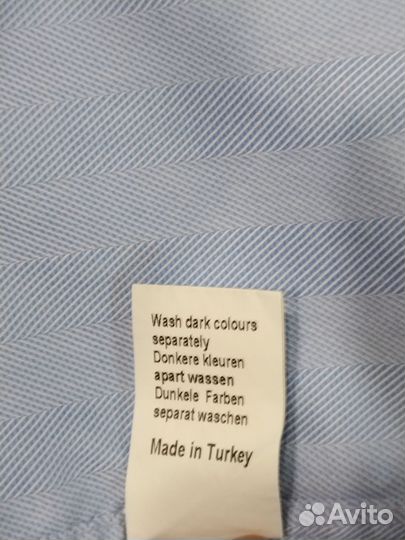 Wash dark colours
separately
Donkere kleuren
apart wassen
Dunkele Farben
separat waschen
Made in Turkey
Avito